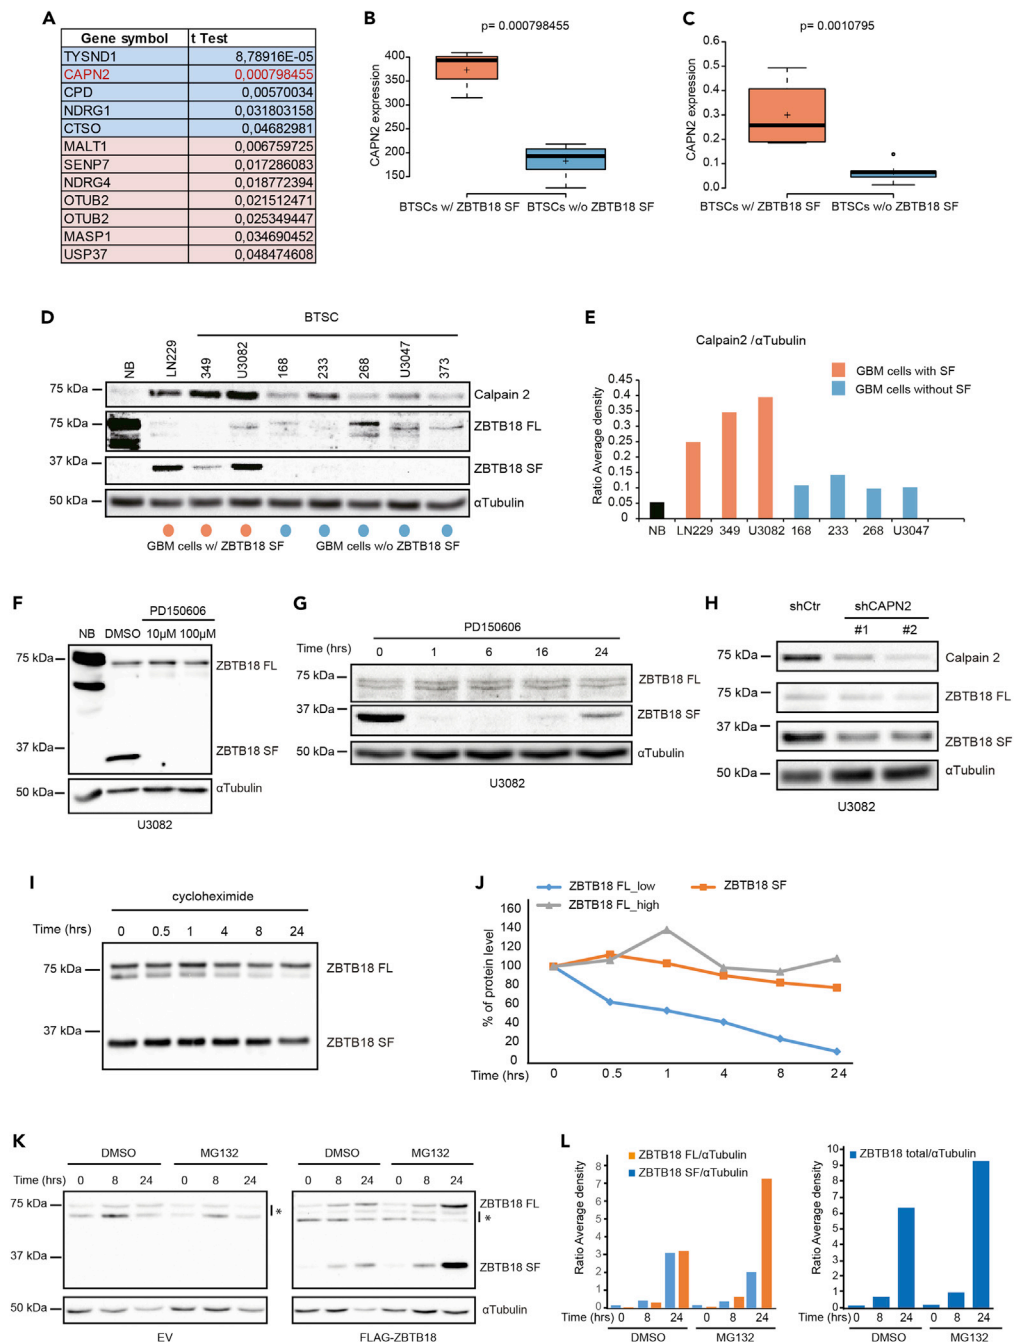 A
Gene symbol t Test
TYSND1 8,78916E-05
CAPN2 0,000798455
CPD 0,00570034
NDRG1 0,031803158
CTSO 0,04682981
MALT1 0,006759725
SENP7 0,017286083
NDRG4 0,018772394
OTUB2 0,021512471
OTUB2 0,025349447
MASP1 0,034690452
USP37 0,048474608
B
p= 0.000798455
CAPN2 expression
400
350
300
250
200
150
BTSCs w/ ZBTB18 SF BTSCs w/o ZBTB18 SF
C
p= 0.0010795
CAPN2 expression
0.6
0.5
0.4
0.3
0.2
0.1
0.0
BTSCs w/ ZBTB18 SF BTSCs w/o ZBTB18 SF
D
BTSC
NB LN229 349 U3082 168 233 268 U3047 373
75 kDa Calpain 2
75 kDa ZBTB18 FL
37 kDa ZBTB18 SF
50 kDa αTubulin
GBM cells w/ ZBTB18 SF GBM cells w/o ZBTB18 SF
E
Calpain2 /αTubulin
GBM cells with SF
GBM cells without SF
Ratio Average density
0.45
0.4
0.35
0.3
0.25
0.2
0.15
0.1
0.05
0
NB LN229 349 U3082 168 233 268 U3047
F
PD150606
NB DMSO 10µM 100µM
75 kDa ZBTB18 FL
37 kDa ZBTB18 SF
50 kDa αTubulin
U3082
G
PD150606
Time (hrs) 0 1 6 16 24
75 kDa ZBTB18 FL
37 kDa ZBTB18 SF
50 kDa αTubulin
U3082
H
shCtr shCAPN2
#1 #2
75 kDa Calpain 2
75 kDa ZBTB18 FL
37 kDa ZBTB18 SF
50 kDa αTubulin
U3082
I
cycloheximide
Time (hrs) 0 0.5 1 4 8 24
75 kDa ZBTB18 FL
37 kDa ZBTB18 SF
J
ZBTB18 FL_low ZBTB18 SF
ZBTB18 FL_high
% of protein level
160
140
120
100
80
60
40
20
0
Time (hrs) 0 0.5 1 4 8 24
K
DMSO MG132 DMSO MG132
Time (hrs) 0 8 24 0 8 24 0 8 24 0 8 24
75 kDa * 75 kDa ZBTB18 FL
*
37 kDa 37 kDa ZBTB18 SF
50 kDa 50 kDa αTubulin
EV FLAG-ZBTB18
L
ZBTB18 FL/αTubulin
ZBTB18 SF/αTubulin
Ratio Average density
8
7
6
5
4
3
2
1
0
Time (hrs) 0 8 24 0 8 24
DMSO MG132
ZBTB18 total/αTubulin
Ratio Average density
10
9
8
7
6
5
4
3
2
1
0
Time (hrs) 0 8 24 0 8 24
DMSO MG132